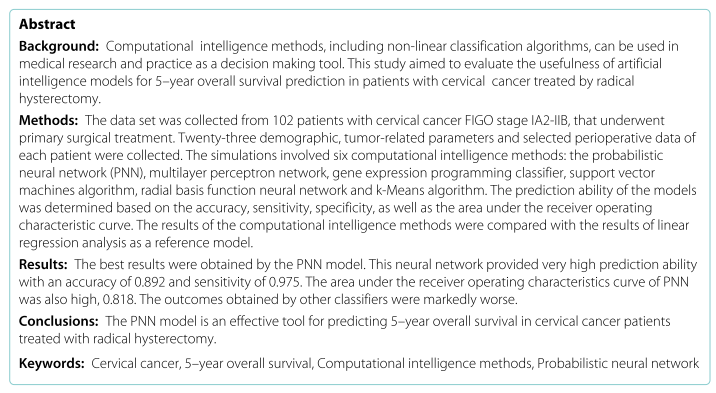 Abstract
Background: Computational intelligence methods, including non-linear classification algorithms, can be used in
medical research and practice as a decision making tool. This study aimed to evaluate the usefulness of artificial
intelligence models for 5–year overall survival prediction in patients with cervical cancer treated by radical
hysterectomy.
Methods: The data set was collected from 102 patients with cervical cancer FIGO stage IA2-IIB, that underwent
primary surgical treatment. Twenty-three demographic, tumor-related parameters and selected perioperative data of
each patient were collected. The simulations involved six computational intelligence methods: the probabilistic
neural network (PNN), multilayer perceptron network, gene expression programming classifier, support vector
machines algorithm, radial basis function neural network and k-Means algorithm. The prediction ability of the models
was determined based on the accuracy, sensitivity, specificity, as well as the area under the receiver operating
characteristic curve. The results of the computational intelligence methods were compared with the results of linear
regression analysis as a reference model.
Results: The best results were obtained by the PNN model. This neural network provided very high prediction ability
with an accuracy of 0.892 and sensitivity of 0.975. The area under the receiver operating characteristics curve of PNN
was also high, 0.818. The outcomes obtained by other classifiers were markedly worse.
Conclusions: The PNN model is an effective tool for predicting 5–year overall survival in cervical cancer patients
treated with radical hysterectomy.
Keywords: Cervical cancer, 5–year overall survival, Computational intelligence methods, Probabilistic neural network